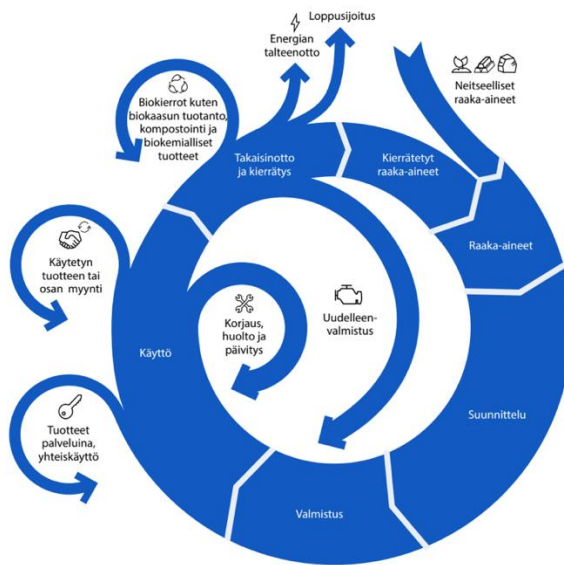 Loppusijoitus
Energian
talteenotto
Neitseelliset
raaka-aineet
Biokierrot kuten
biokaasun tuotanto,
kompostointi ja
biokemialliset
tuotteet
Takaisinotto
ja kierrätys
Kierrätetyt
raaka-aineet
Raaka-aineet
Käytetyn
tuotteen tai
osan myynti
Käyttö
Korjaus,
huolto ja
päivitys
Uudelleen-
valmistus
Suunnittelu
Tuotteet
palveluina,
yhteiskäyttö
Valmistus